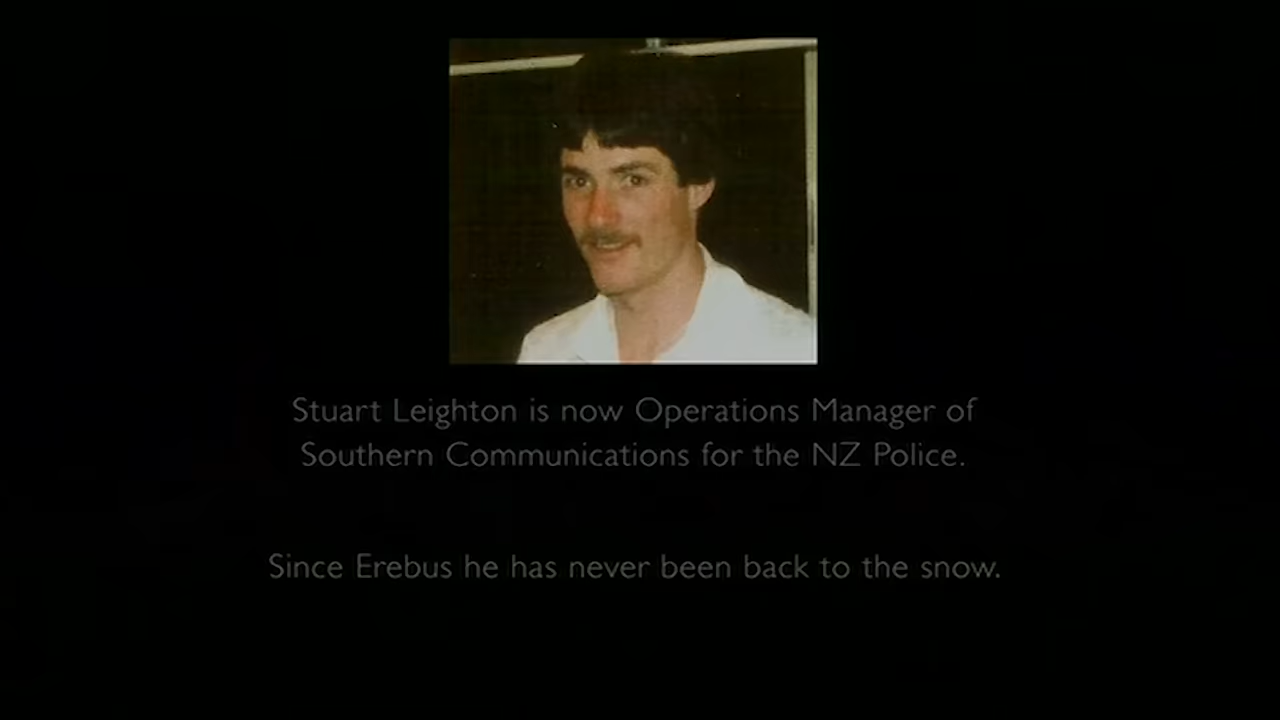 Stuart Leighton is now Operations Manager of
Southern Communications for the NZ Police.
Since Erebus he has never been back to the snow.